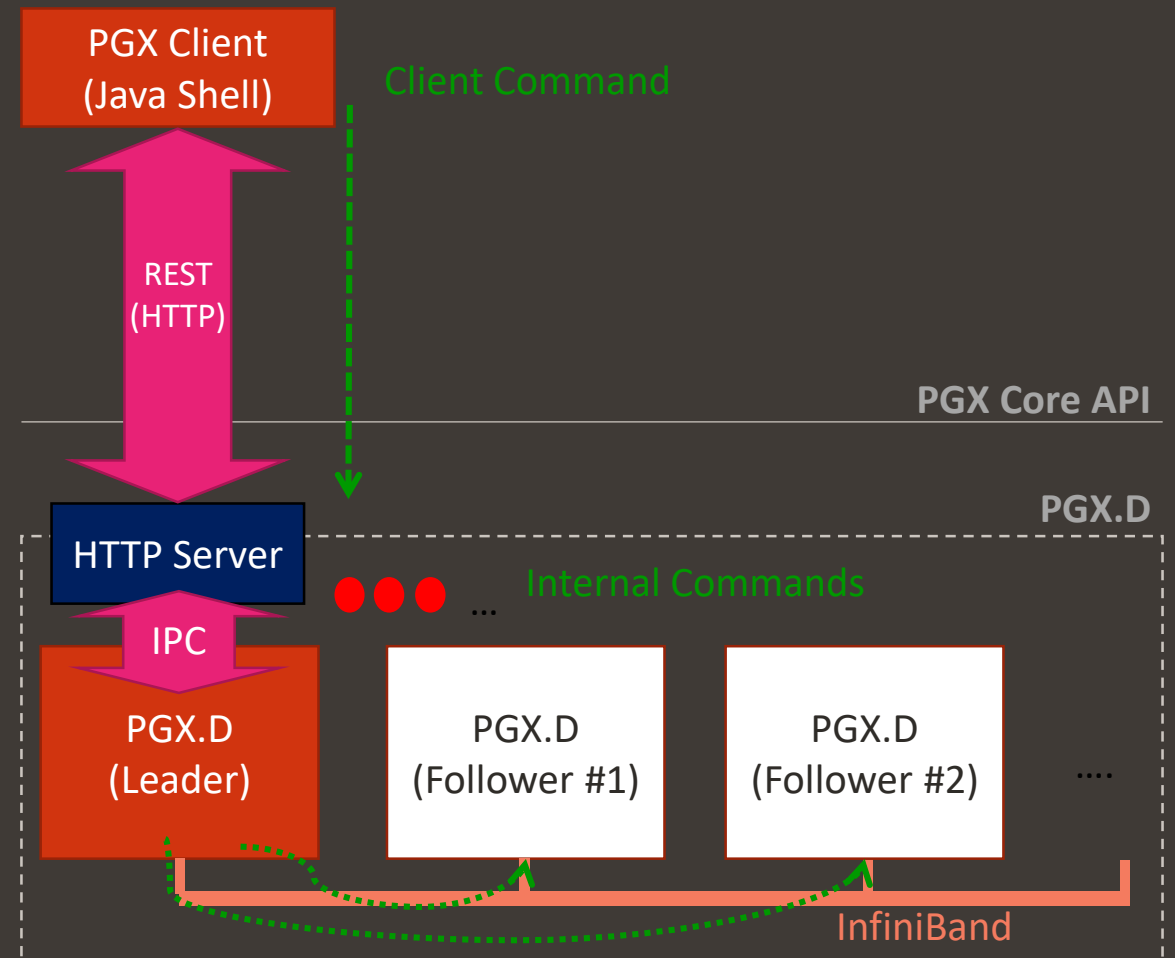 PGX Client
(Java Shell)
Client Command
REST
(HTTP)
PGX Core API
PGX.D
HTTP Server
Internal Commands
...
IPC
PGX.D
(Leader)
PGX.D
(Follower #1)
PGX.D
(Follower #2)
....
InfiniBand